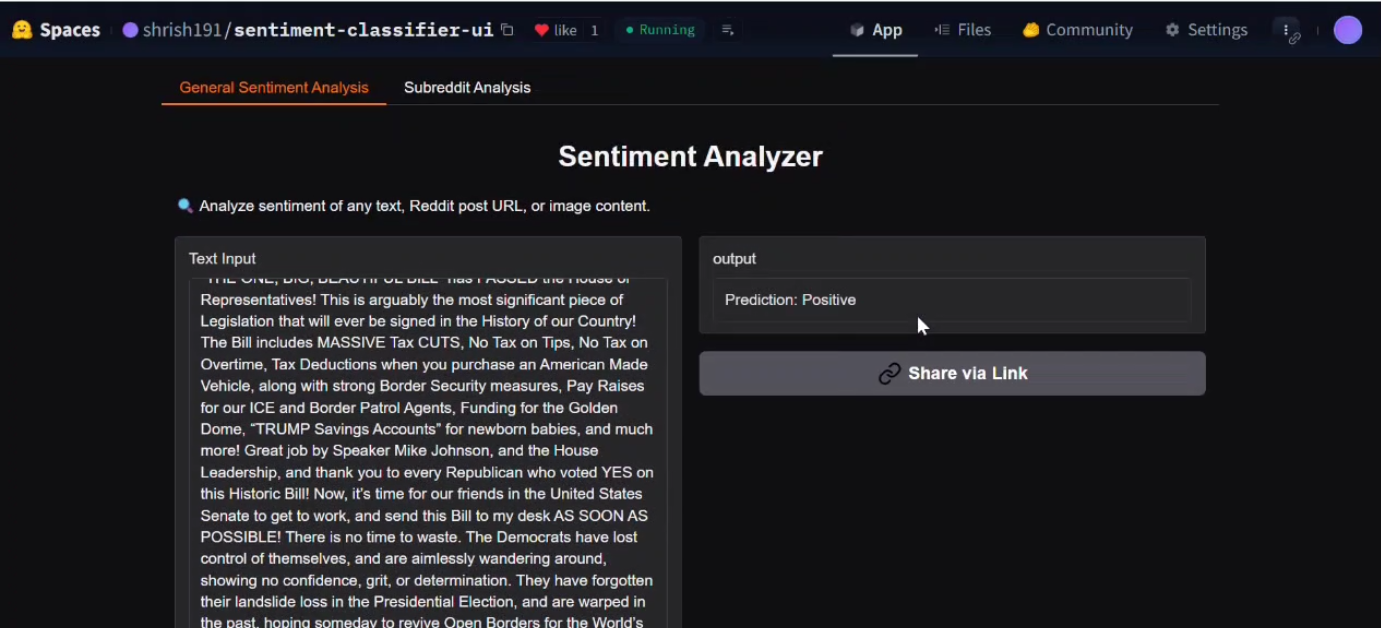 Spaces shrish191/sentiment-classifier-ui like 1 Running App Files Community Settings
General Sentiment Analysis Subreddit Analysis
Sentiment Analyzer
Analyze sentiment of any text, Reddit post URL, or image content.
Text Input
"THE ONE, BIG, BEAUTIFUL BILL" has PASSED the House of
Representatives! This is arguably the most significant piece of
Legislation that will ever be signed in the History of our Country!
The Bill includes MASSIVE Tax CUTS, No Tax on Tips, No Tax on
Overtime, Tax Deductions when you purchase an American Made
Vehicle, along with strong Border Security measures, Pay Raises
for our ICE and Border Patrol Agents, Funding for the Golden
Dome, "TRUMP Savings Accounts" for newborn babies, and much
more! Great job by Speaker Mike Johnson, and the House
Leadership, and thank you to every Republican who voted YES on
this Historic Bill! Now, it's time for our friends in the United States
Senate to get to work, and send this Bill to my desk AS SOON AS
POSSIBLE! There is no time to waste. The Democrats have lost
control of themselves, and are aimlessly wandering around,
showing no confidence, grit, or determination. They have forgotten
their landslide loss in the Presidential Election, and are warped in
the past, hoping someday to revive Open Borders for the World's
output
Prediction: Positive
Share via Link